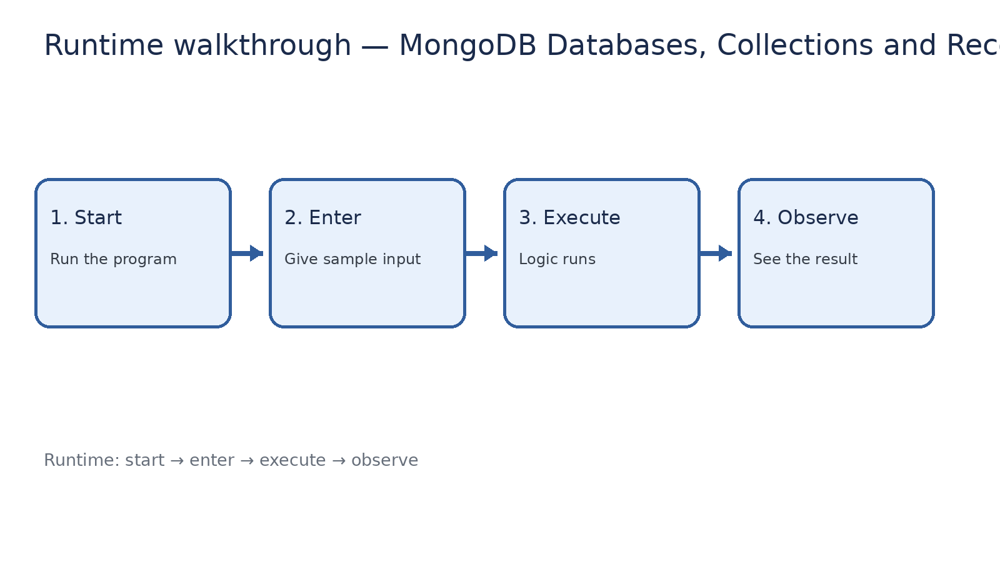 Runtime walkthrough — MongoDB Databases, Collections and
1. Start
Run the program
2. Enter
Give sample input
3. Execute
Logic runs
4. Observe
See the result
Runtime: start → enter → execute → observe